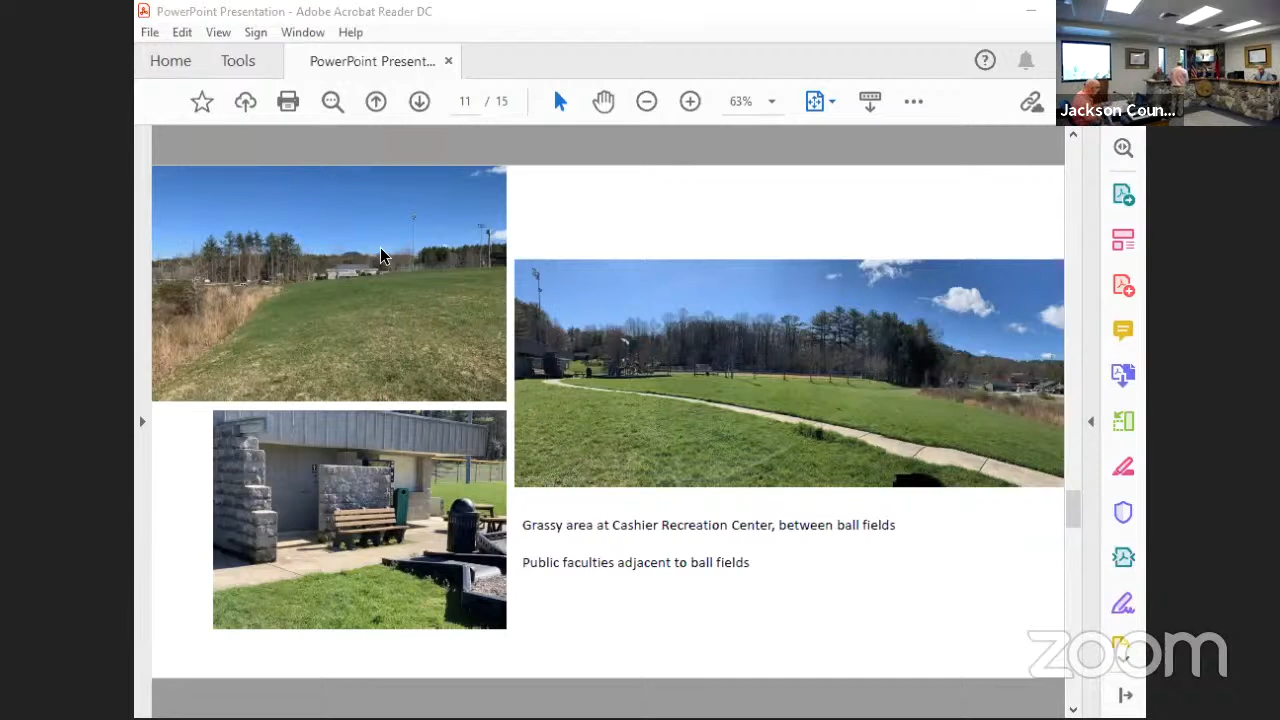 PowerPoint Presentation - Adobe Acrobat Reader DC
File Edit View Sign Window Help
Home Tools PowerPoint Present... ×
11 / 15 63%
Jackson Coun...
Grassy area at Cashier Recreation Center, between ball fields
Public faculties adjacent to ball fields
zoom